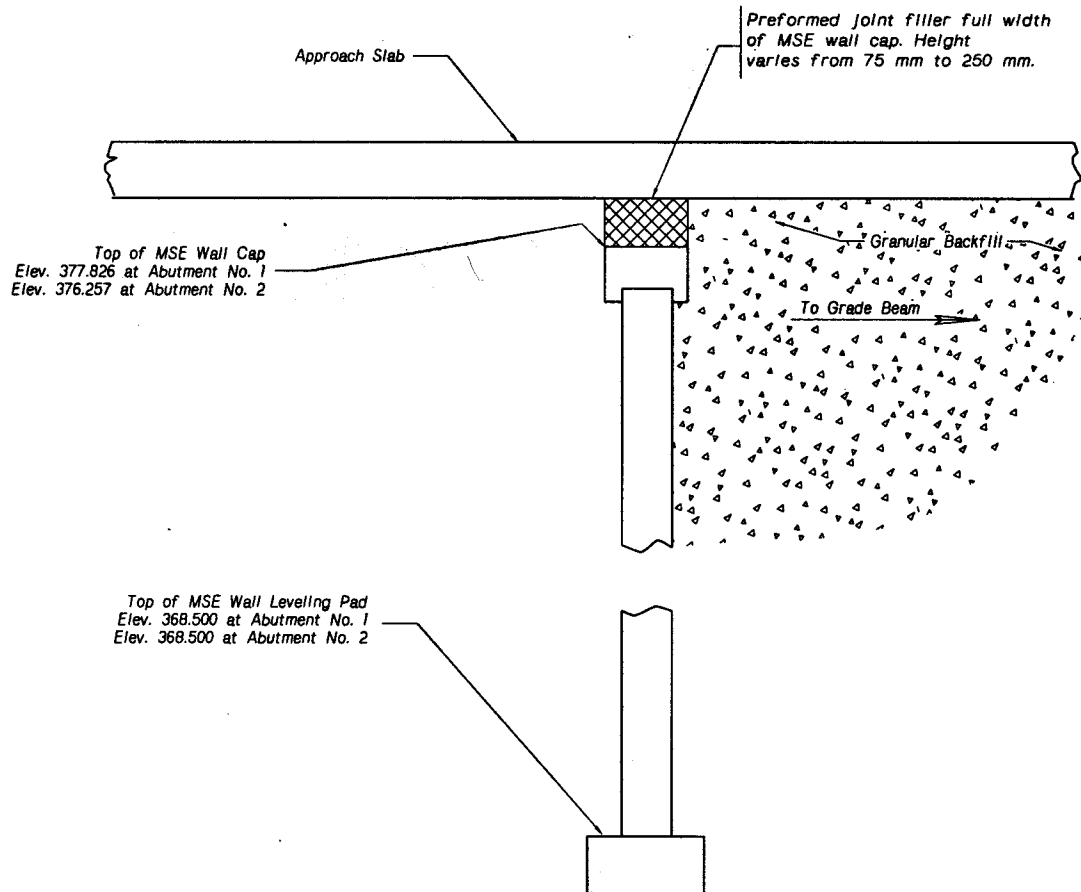 Preformed joint filler full width
of MSE wall cap. Height
varies from 75 mm to 250 mm.
Approach Slab
Top of MSE Wall Cap
Elev. 377.826 at Abutment No. 1
Elev. 376.257 at Abutment No. 2
Granular Backfill
To Grade Beam
Top of MSE Wall Leveling Pad
Elev. 368.500 at Abutment No. 1
Elev. 368.500 at Abutment No. 2